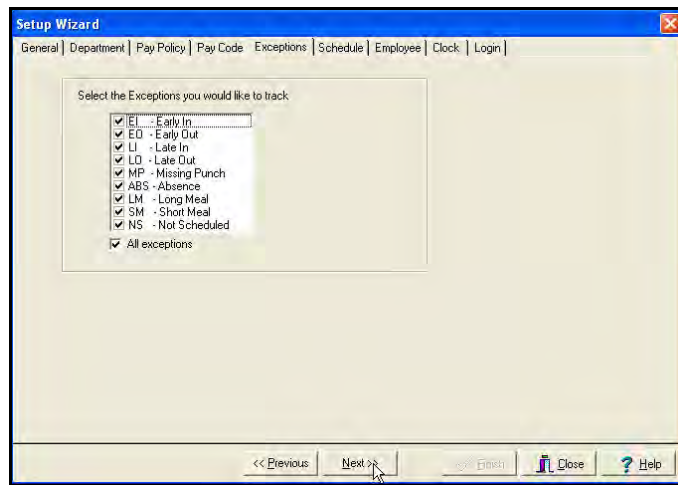 Setup Wizard
General Department Pay Policy Pay Code Exceptions Schedule Employee Clock Login
Select the Exceptions you would like to track
EI - Early In
EO - Early Out
LI - Late In
LO - Late Out
MP - Missing Punch
ABS - Absence
LM - Long Meal
SM - Short Meal
NS - Not Scheduled
All exceptions
<< Previous Next >> Finish Close ? Help